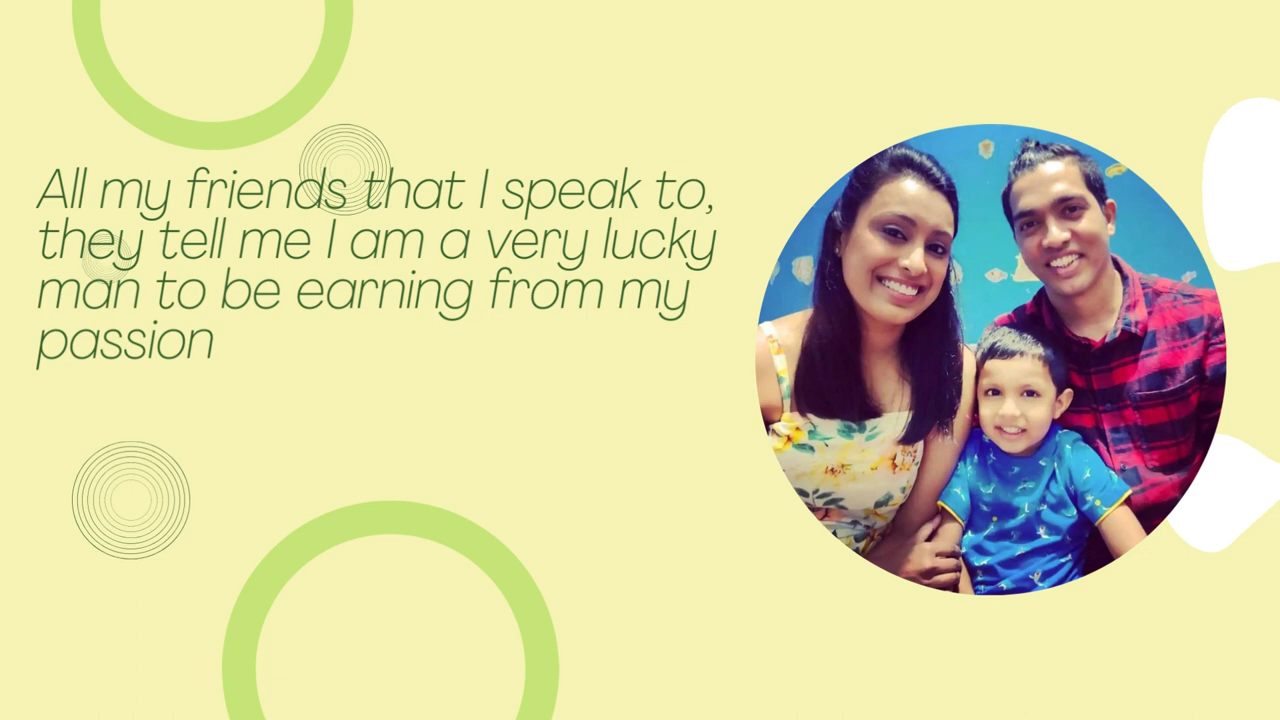 All my friends that I speak to,
they tell me I am a very lucky
man to be earning from my
passion